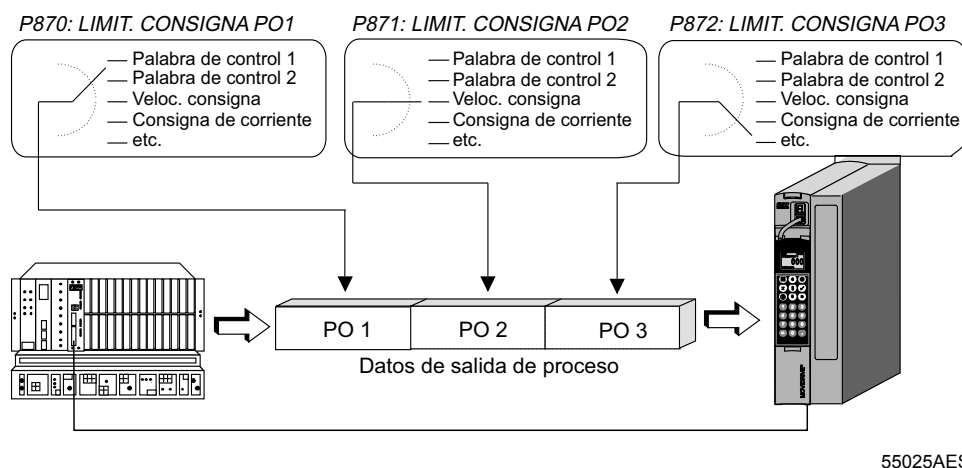 P870: LIMIT. CONSIGNA PO1
Palabra de control 1
Palabra de control 2
Veloc. consigna
Consigna de corriente
etc.
P871: LIMIT. CONSIGNA PO2
Palabra de control 1
Palabra de control 2
Veloc. consigna
Consigna de corriente
etc.
P872: LIMIT. CONSIGNA PO3
Palabra de control 1
Palabra de control 2
Veloc. consigna
Consigna de corriente
etc.
PO 1
PO 2
PO 3
Datos de salida de proceso
55025AES